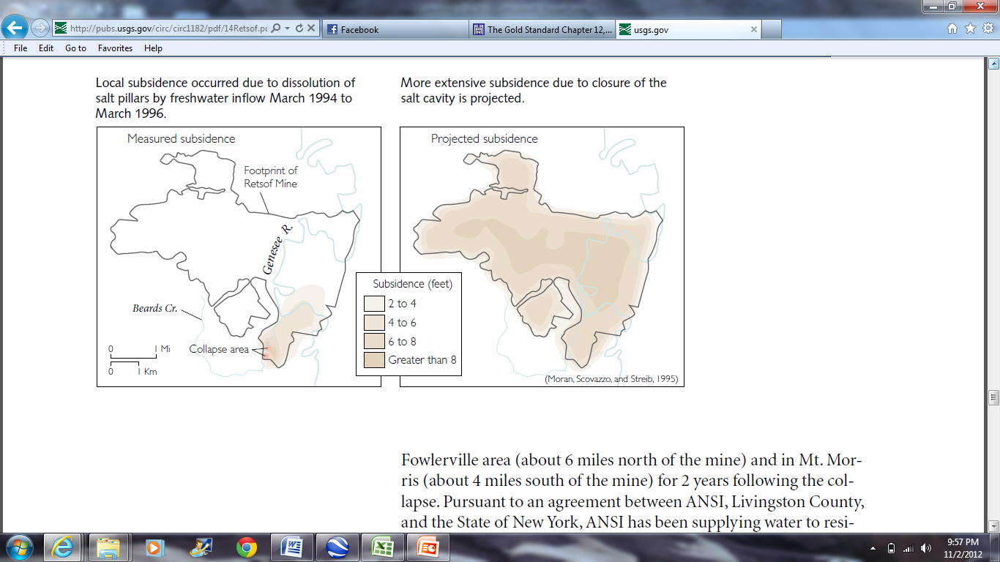 http://pubs.usgs.gov/circ/circ1182/pdf/14Retsof.pc
Facebook
The Gold Standard Chapter 12,...
usgs.gov
File Edit Go to Favorites Help
Local subsidence occurred due to dissolution of
salt pillars by freshwater inflow March 1994 to
March 1996.
More extensive subsidence due to closure of the
salt cavity is projected.
Measured subsidence
Footprint of
Retsof Mine
Genesee R.
Beards Cr.
0 1 Mi
0 1 Km
Collapse area
Subsidence (feet)
2 to 4
4 to 6
6 to 8
Greater than 8
Projected subsidence
(Moran, Scovazzo, and Streib, 1995)
Fowlerville area (about 6 miles north of the mine) and in Mt. Mor-
ris (about 4 miles south of the mine) for 2 years following the col-
lapse. Pursuant to an agreement between ANSI, Livingston County,
and the State of New York, ANSI has been supplying water to resi-
9:57 PM
11/2/2012